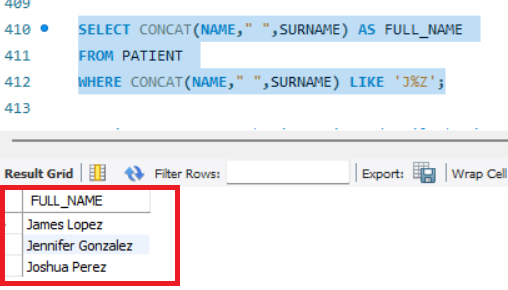 409
410 SELECT CONCAT(NAME," ",SURNAME) AS FULL_NAME
411 FROM PATIENT
412 WHERE CONCAT(NAME," ",SURNAME) LIKE 'J%Z';
413
Result Grid Filter Rows: Export: Wrap Cell
FULL_NAME
James Lopez
Jennifer Gonzalez
Joshua Perez